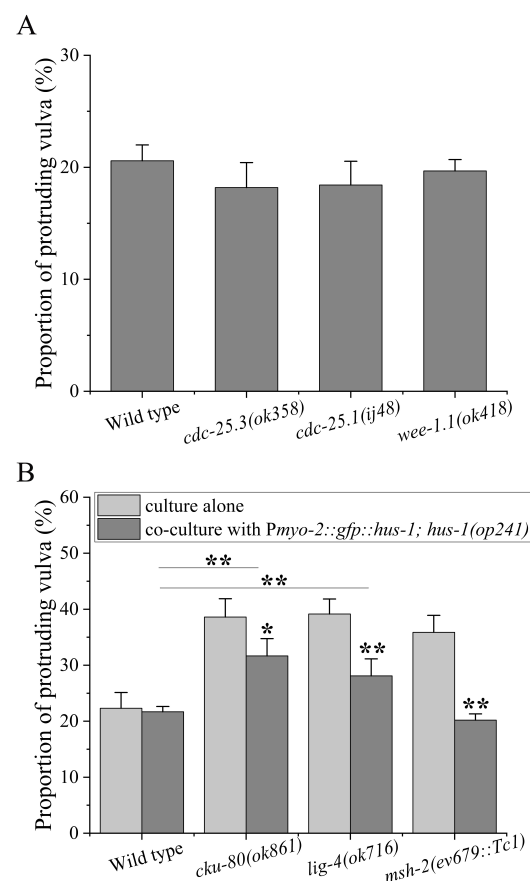 A
Proportion of protruding vulva (%)
30
20
10
0
Wild type
cdc-25.3(ok358)
cdc-25.1(ij48)
wee-1.1(ok418)
B
Proportion of protruding vulva (%)
60
50
40
30
20
10
0
culture alone
co-culture with Pmyo-2::gfp::hus-1; hus-1(op241)
**
**
*
**
**
Wild type
cku-80(ok861)
lig-4(ok716)
msh-2(ev679::Tc1)